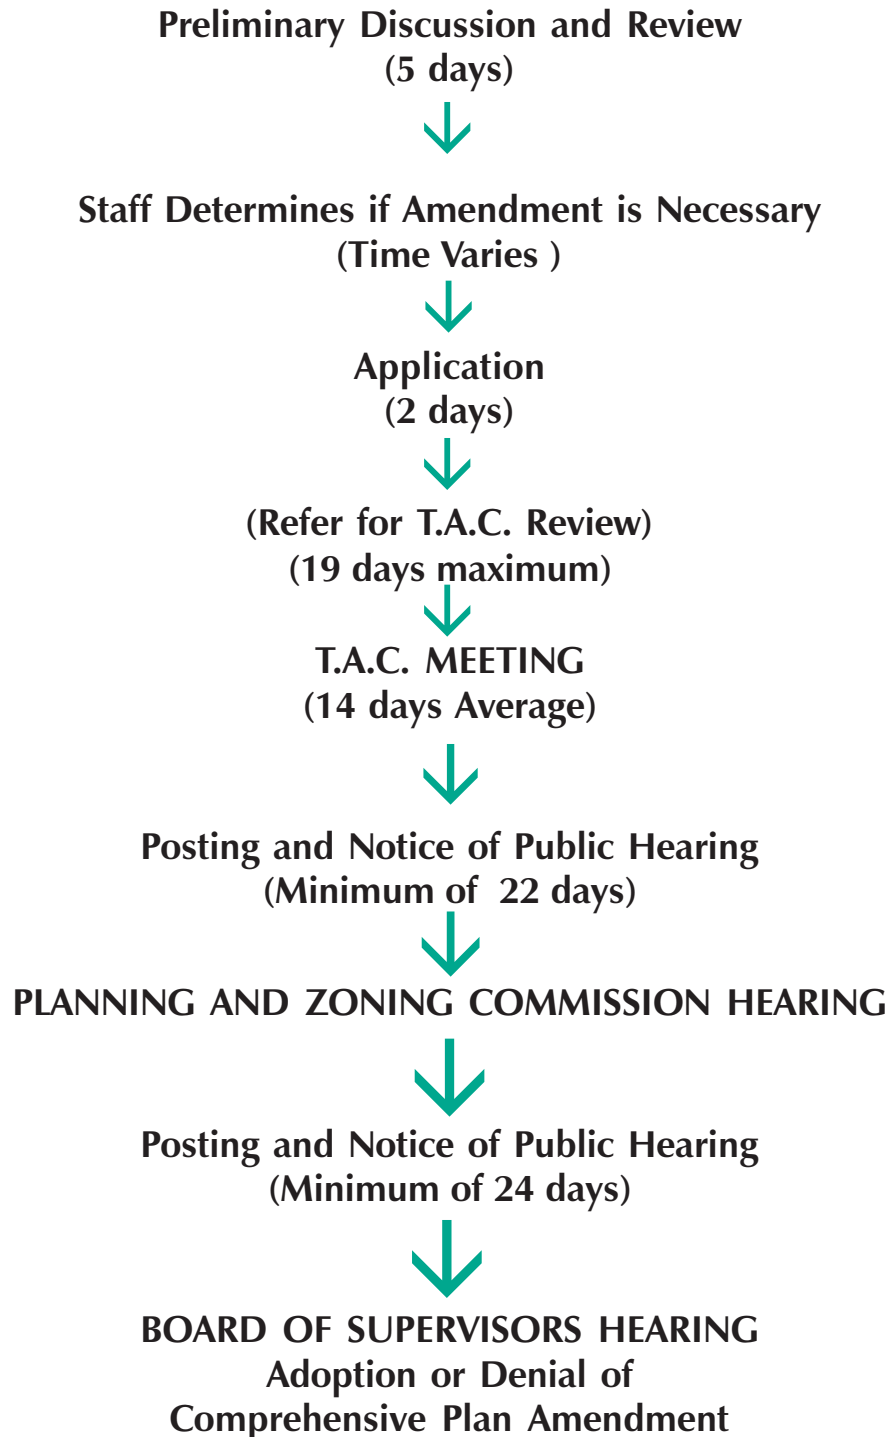 Preliminary Discussion and Review
(5 days)
Staff Determines if Amendment is Necessary
(Time Varies )
Application
(2 days)
(Refer for T.A.C. Review)
(19 days maximum)
T.A.C. MEETING
(14 days Average)
Posting and Notice of Public Hearing
(Minimum of 22 days)
PLANNING AND ZONING COMMISSION HEARING
Posting and Notice of Public Hearing
(Minimum of 24 days)
BOARD OF SUPERVISORS HEARING
Adoption or Denial of
Comprehensive Plan Amendment